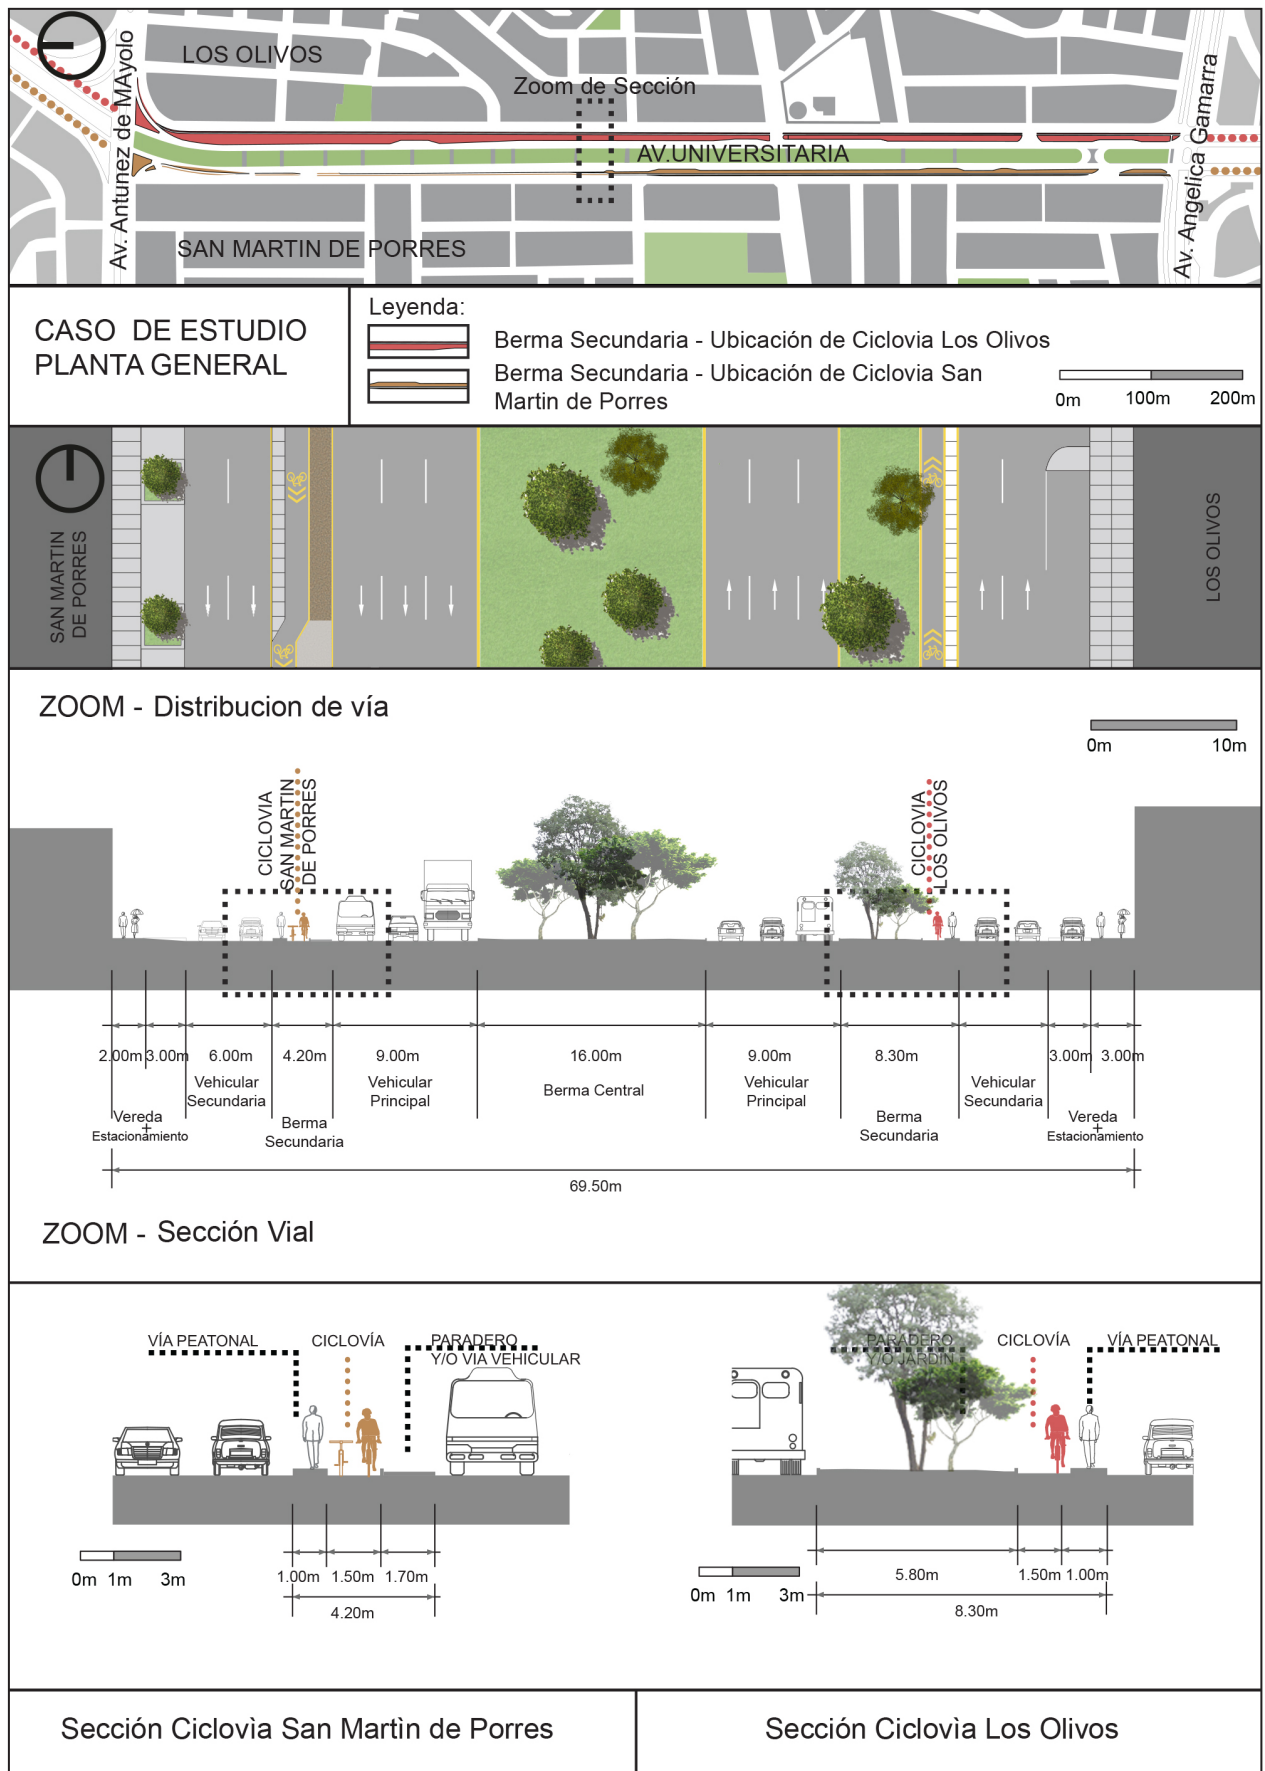 LOS OLIVOS
Zoom de Sección
Av. Antunez de MAyolo
AV.UNIVERSITARIA
Av. Angelica Gamarra
SAN MARTIN DE PORRES
CASO DE ESTUDIO
PLANTA GENERAL
Leyenda:
Berma Secundaria - Ubicación de Ciclovia Los Olivos
Berma Secundaria - Ubicación de Ciclovia San
Martin de Porres
0m 100m 200m
SAN MARTIN
DE PORRES
LOS OLIVOS
ZOOM - Distribucion de vía
0m 10m
CICLOVIA
SAN MARTIN
DE PORRES
CICLOVIA
LOS OLIVOS
2.00m 3.00m 6.00m 4.20m 9.00m 16.00m 9.00m 8.30m 3.00m 3.00m
Vereda
+
Estacionamiento
Vehicular
Secundaria
Berma
Secundaria
Vehicular
Principal
Berma Central
Vehicular
Principal
Berma
Secundaria
Vehicular
Secundaria
Vereda
+
Estacionamiento
69.50m
ZOOM - Sección Vial
VÍA PEATONAL
CICLOVÍA
PARADERO
Y/O VIA VEHICULAR
0m 1m 3m
1.00m 1.50m 1.70m
4.20m
PARADERO
Y/O JARDIN
CICLOVÍA
VÍA PEATONAL
0m 1m 3m
5.80m 1.50m 1.00m
8.30m
Sección Ciclovìa San Martìn de Porres
Sección Ciclovìa Los Olivos